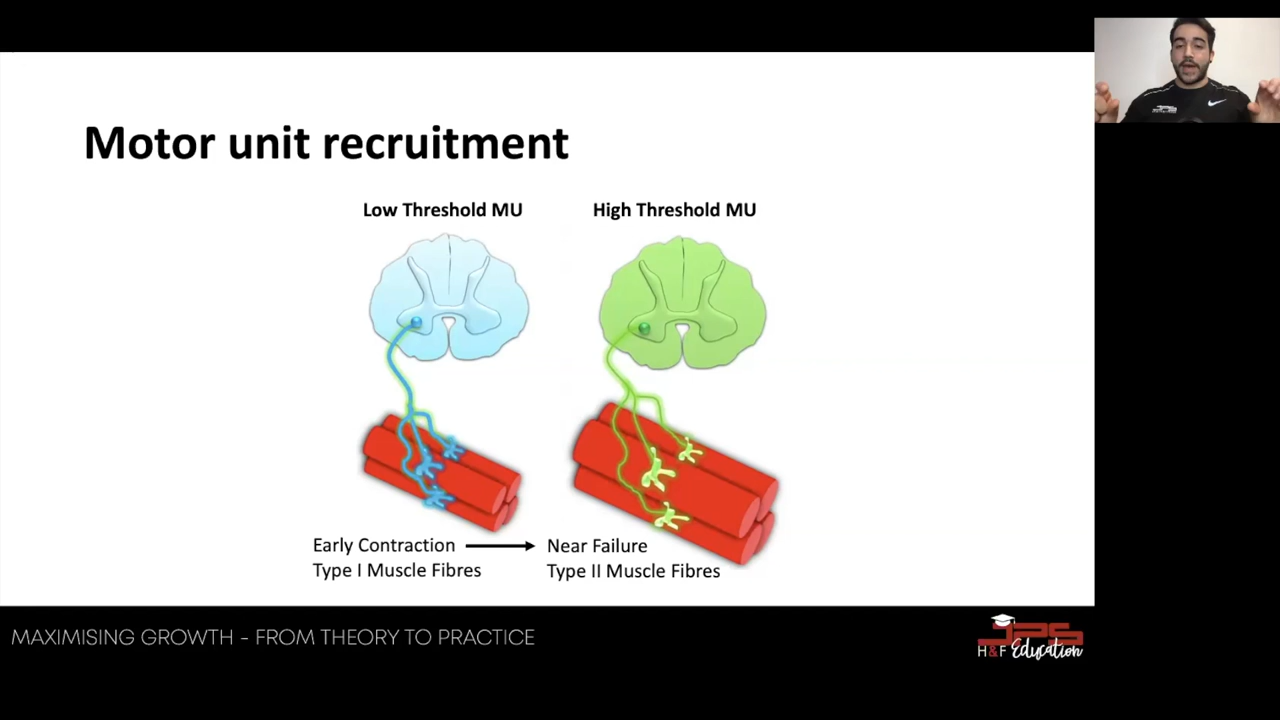 Motor unit recruitment
Low Threshold MU
High Threshold MU
Early Contraction
Type I Muscle Fibres
Near Failure
Type II Muscle Fibres
MAXIMISING GROWTH - FROM THEORY TO PRACTICE
JPS
H&F Education